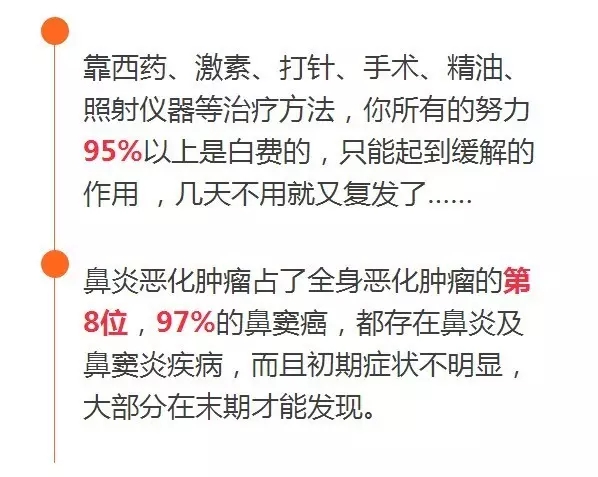 靠西药、激素、打针、手术、精油、
照射仪器等治疗方法，你所有的努力
95%以上是白费的，只能起到缓解的
作用 ，几天不用就又复发了......
鼻炎恶化肿瘤占了全身恶化肿瘤的第
8位，97%的鼻窦癌，都存在鼻炎及
鼻窦炎疾病，而且初期症状不明显，
大部分在末期才能发现。